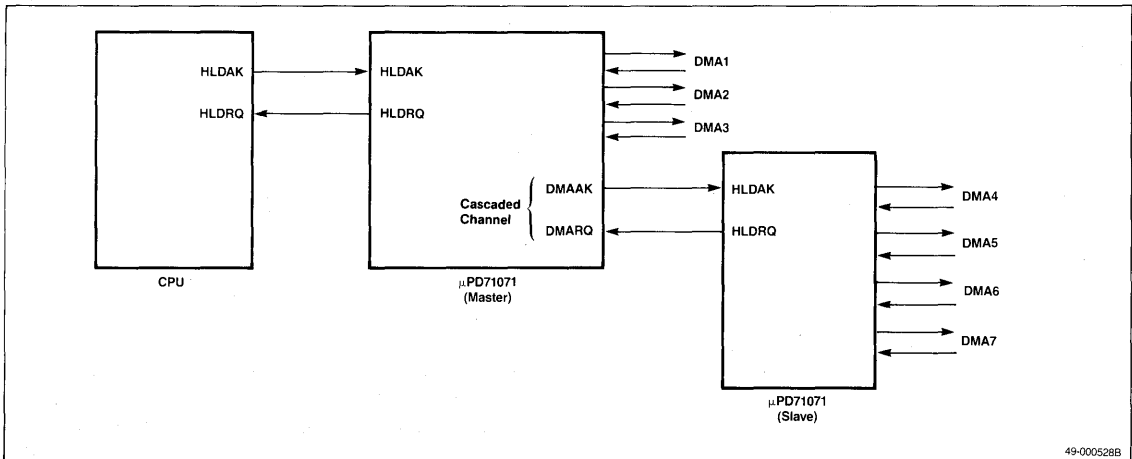 HLDAK
HLDRQ
CPU
HLDAK
HLDRQ
Cascaded
Channel
DMAAK
DMARQ
μPD71071
(Master)
DMA1
DMA2
DMA3
HLDAK
HLDRQ
μPD71071
(Slave)
DMA4
DMA5
DMA6
DMA7
49-000528B